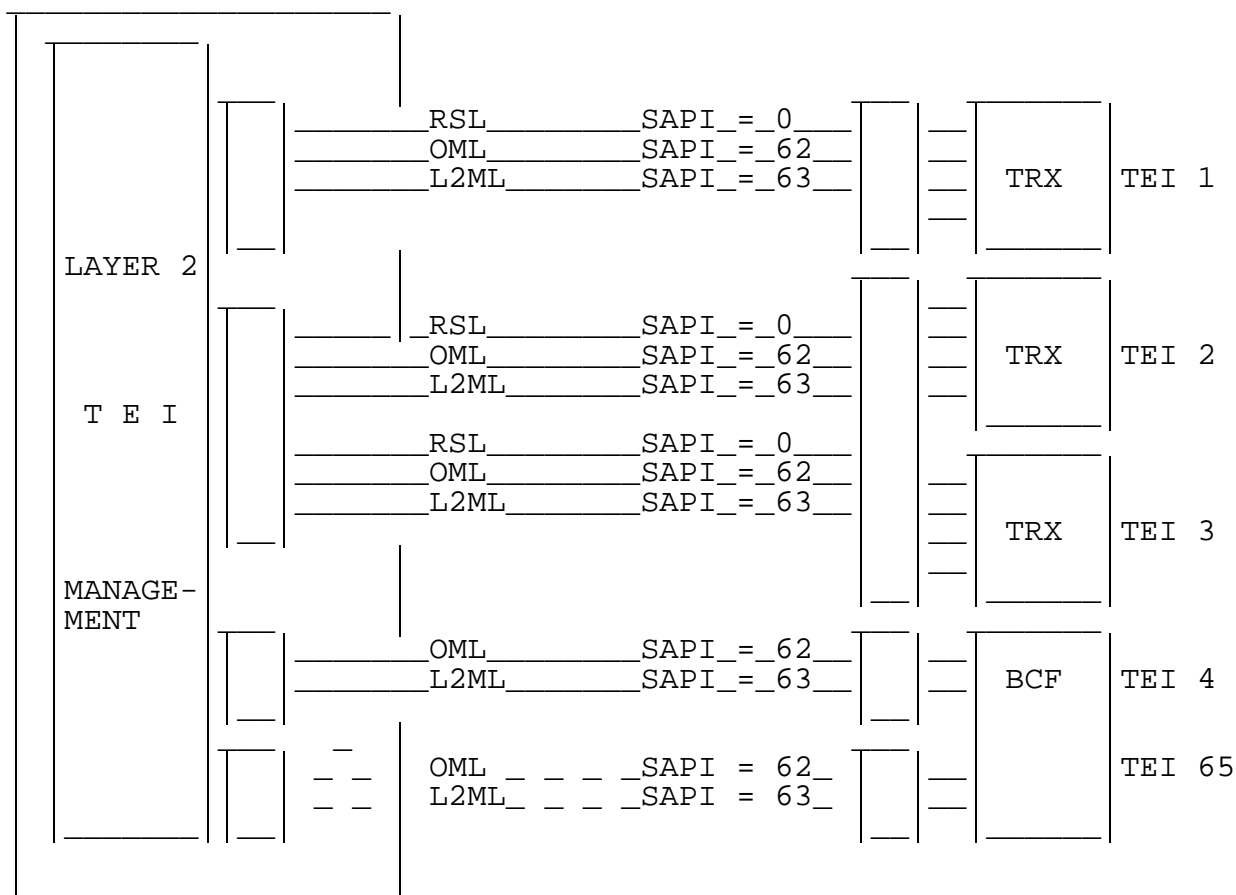 RSL SAPI = 0
OML SAPI = 62
L2ML SAPI = 63 TRX TEI 1
LAYER 2
RSL SAPI = 0
OML SAPI = 62 TRX TEI 2
L2ML SAPI = 63
T E I
RSL SAPI = 0
OML SAPI = 62
L2ML SAPI = 63
TRX TEI 3
MANAGE-
MENT
OML SAPI = 62
L2ML SAPI = 63 BCF TEI 4
OML SAPI = 62 TEI 65
L2ML SAPI = 63